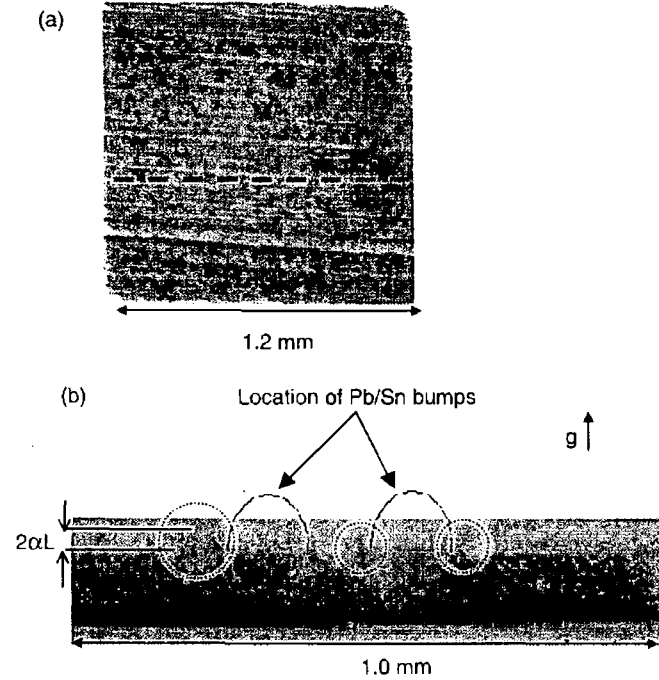 (a)
1.2 mm
(b)
Location of Pb/Sn bumps
g
2αL
1.0 mm